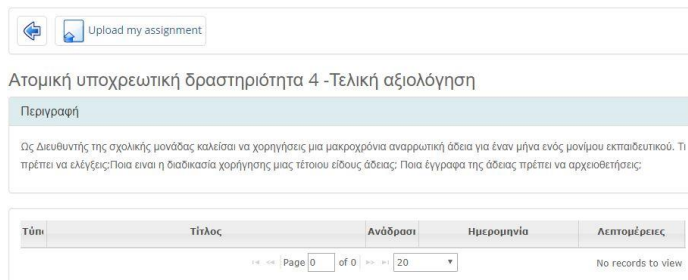 Upload my assignment
Ατομική υποχρεωτική δραστηριότητα 4 -Τελική αξιολόγηση
Περιγραφή
Ως Διευθυντής της σχολικής μονάδας καλείσαι να χορηγήσεις μια μακροχρόνια αναρρωτική άδεια για έναν μήνα ενός μονίμου εκπαιδευτικού. Τι
πρέπει να ελέγξεις;Ποια ειναι η διαδικασία χορήγησης μιας τέτοιου είδους άδειας; Ποια έγγραφα της άδειας πρέπει να αρχειοθετήσεις;
Τύπι Τίτλος Ανάδρασι Ημερομηνία Λεπτομέρειες
Page 0 of 0 20 No records to view